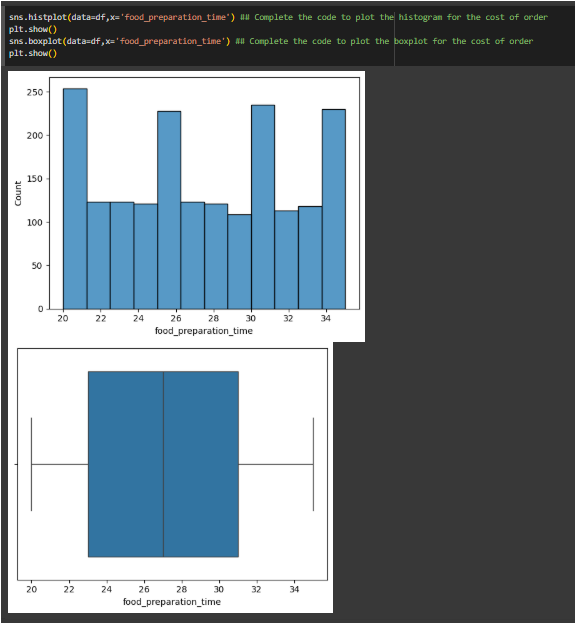 sns.histplot(data=df,x='food_preparation_time') ## Complete the code to plot the histogram for the cost of order
plt.show()
sns.boxplot(data=df,x='food_preparation_time') ## Complete the code to plot the boxplot for the cost of order
plt.show()
250
200
150
100
50
0
Count
20 22 24 26 28 30 32 34
food_preparation_time
20 22 24 26 28 30 32 34
food_preparation_time